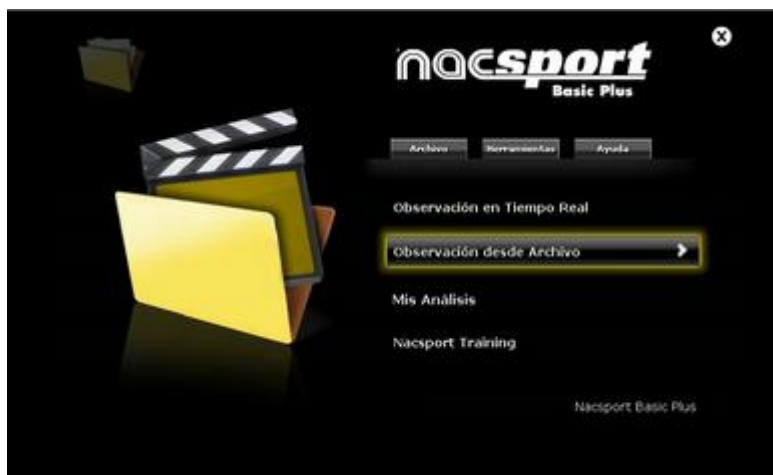 nacsport
Basic Plus
Archivo Herramientas Ayuda
Observación en Tiempo Real
Observación desde Archivo
Mis Análisis
Nacsport Training
Nacsport Basic Plus